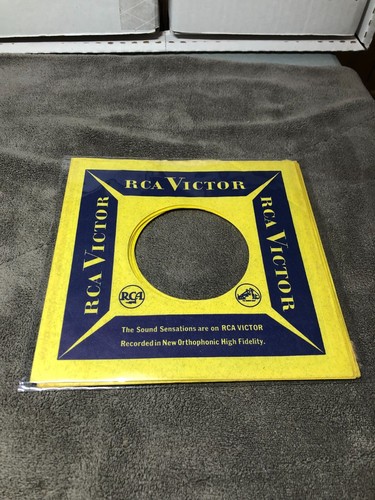 RCA VICTOR
RCA VICTOR
RCA VICTOR
RCA
The Sound Sensations are on RCA VICTOR
Recorded in New Orthophonic High Fidelity.